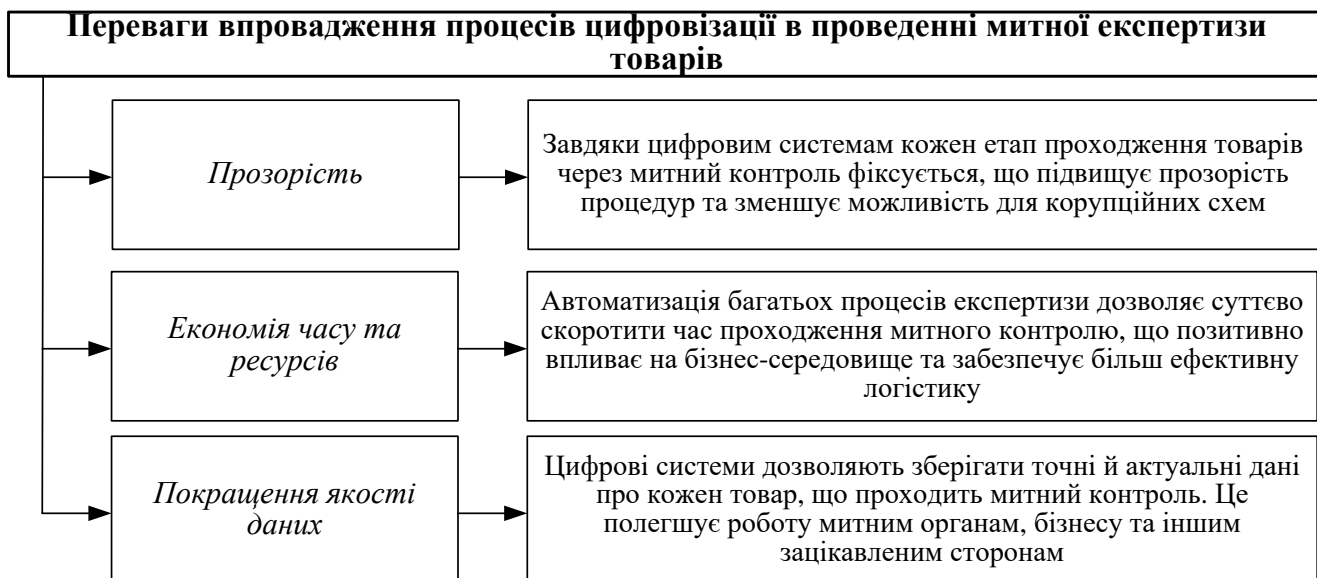 Переваги впровадження процесів цифровізації в проведенні митної експертизи
товарів
Прозорість
Завдяки цифровим системам кожен етап проходження товарів
через митний контроль фіксується, що підвищує прозорість
процедур та зменшує можливість для корупційних схем
Економія часу та
ресурсів
Автоматизація багатьох процесів експертизи дозволяє суттєво
скоротити час проходження митного контролю, що позитивно
впливає на бізнес-середовище та забезпечує більш ефективну
логістику
Покращення якості
даних
Цифрові системи дозволяють зберігати точні й актуальні дані
про кожен товар, що проходить митний контроль. Це
полегшує роботу митним органам, бізнесу та іншим
зацікавленим сторонам